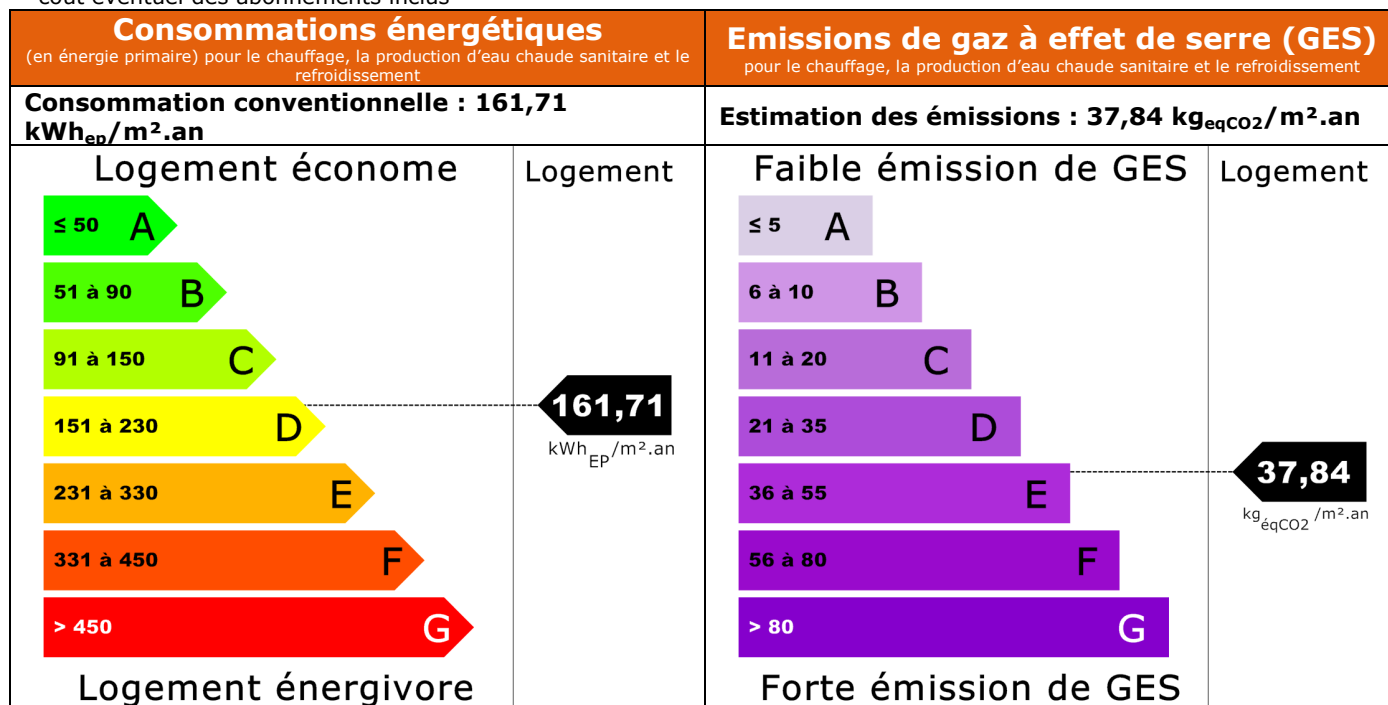 coût éventuel des abonnements inclus
Consommations énergétiques
(en énergie primaire) pour le chauffage, la production d'eau chaude sanitaire et le
refroidissement
Emissions de gaz à effet de serre (GES)
pour le chauffage, la production d'eau chaude sanitaire et le refroidissement
Consommation conventionnelle : 161,71
kWhep/m².an
Estimation des émissions : 37,84 kgeqCO2/m².an
Logement économe
Logement
≤ 50 A
51 à 90 B
91 à 150 C
151 à 230 D
231 à 330 E
331 à 450 F
> 450 G
161,71
kWhEP/m².an
Logement énergivore
Faible émission de GES
Logement
≤ 5 A
6 à 10 B
11 à 20 C
21 à 35 D
36 à 55 E
56 à 80 F
> 80 G
37,84
kgéqCO2/m².an
Forte émission de GES